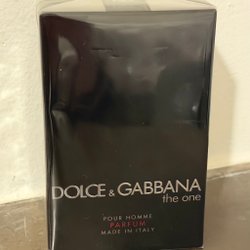 DOLCE & GABBANA
the one
POUR HOMME
PARFUM
MADE IN ITALY